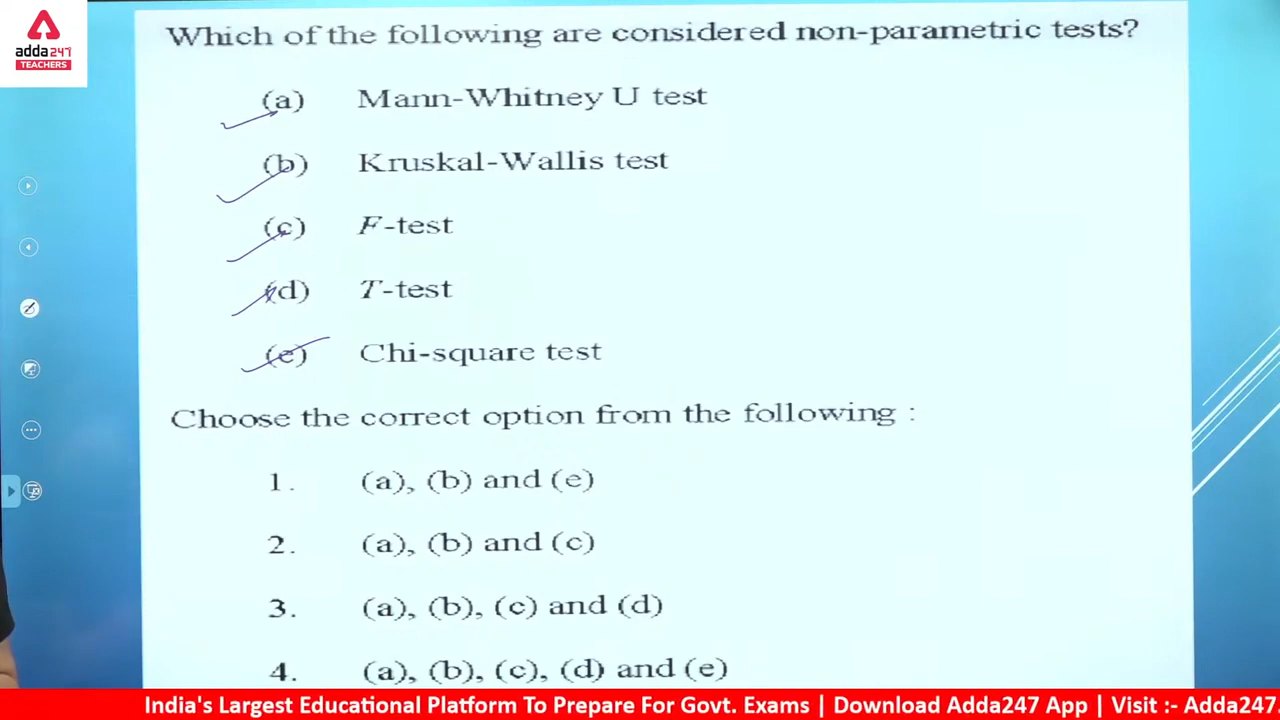 adda247
TEACHERS
Which of the following are considered non-parametric tests?
(a) Mann-Whitney U test
(b) Kruskal-Wallis test
(c) F-test
(d) T-test
(e) Chi-square test
Choose the correct option from the following :
1. (a), (b) and (e)
2. (a), (b) and (c)
3. (a), (b), (c) and (d)
4. (a), (b), (c), (d) and (e)
India's Largest Educational Platform To Prepare For Govt. Exams | Download Adda247 App | Visit :- Adda247.